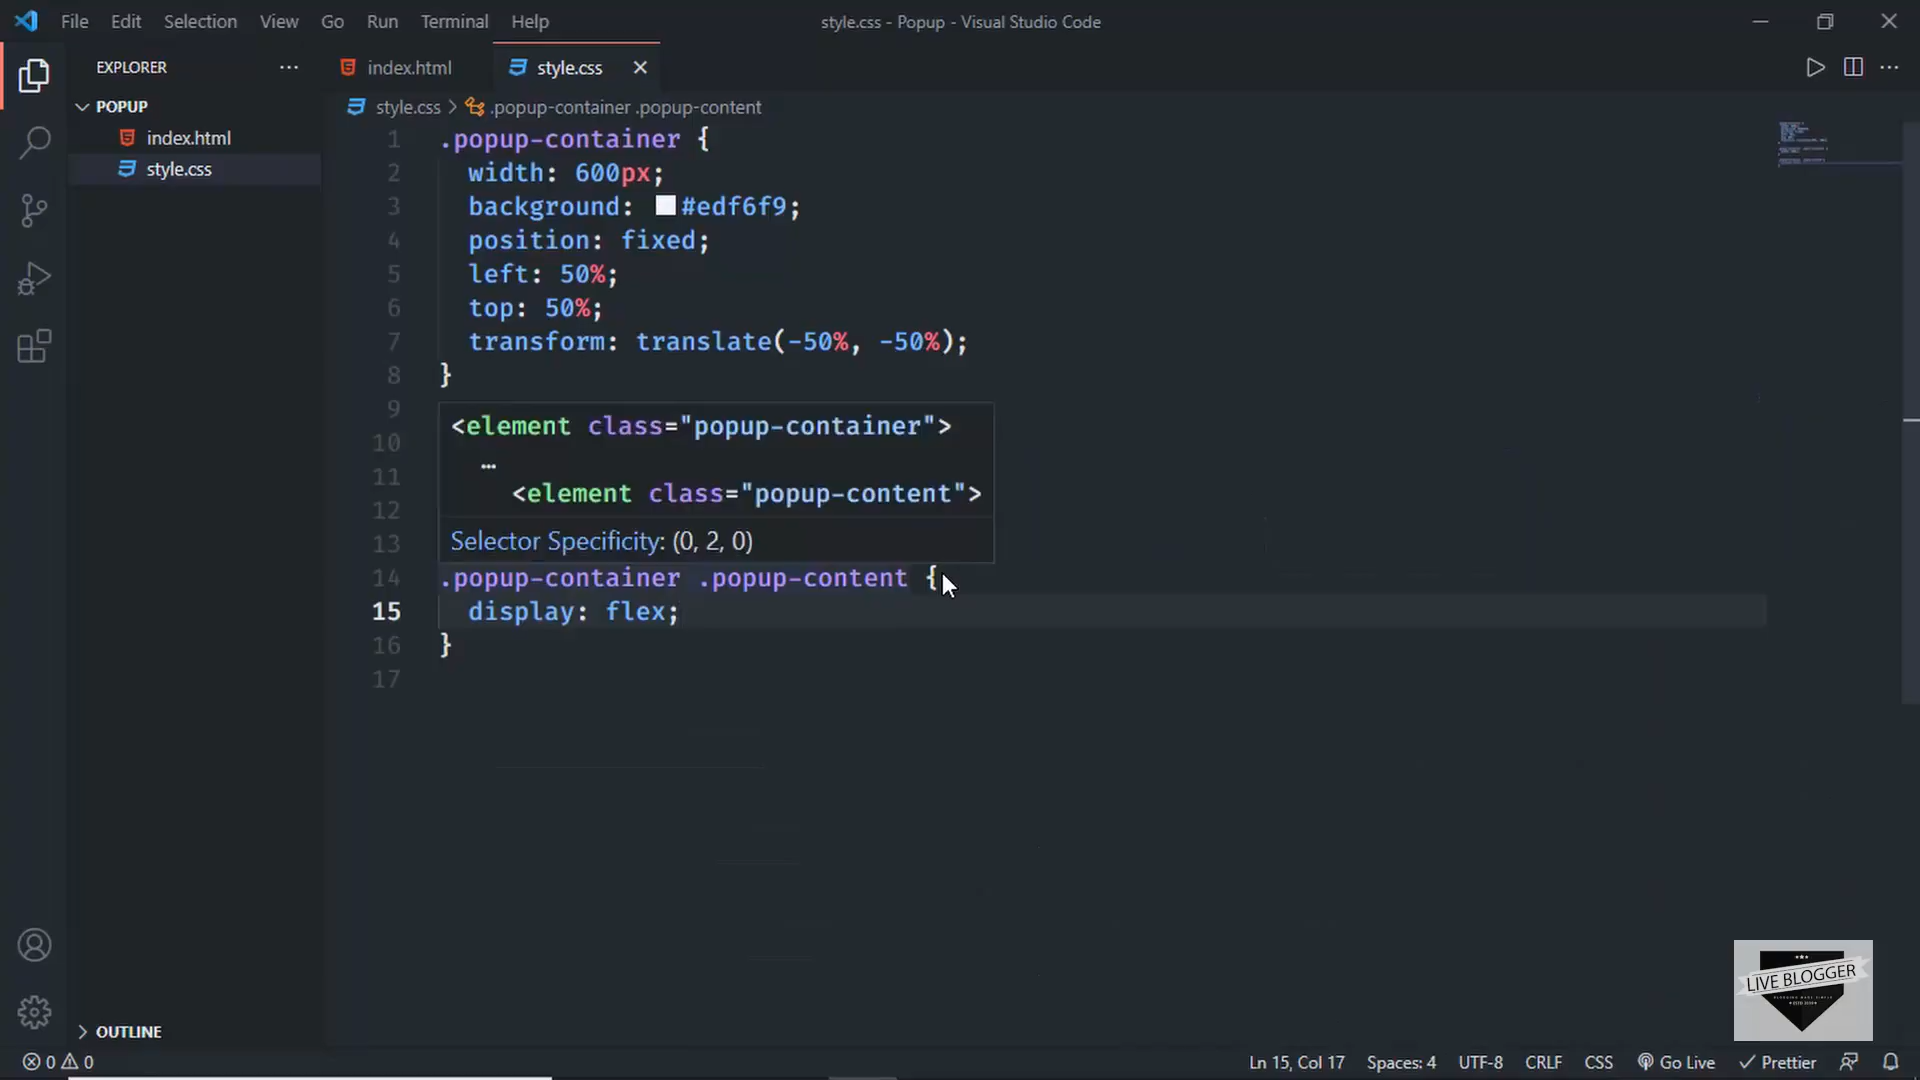 File Edit Selection View Go Run Terminal Help
style.css - Popup - Visual Studio Code
EXPLORER
index.html
style.css
POPUP
index.html
style.css
style.css > .popup-container .popup-content
1 .popup-container {
2 width: 600px;
3 background: #edf6f9;
4 position: fixed;
5 left: 50%;
6 top: 50%;
7 transform: translate(-50%, -50%);
8 }
9
10
11
12
13
<element class="popup-container">
…
<element class="popup-content">
Selector Specificity: (0, 2, 0)
14 .popup-container .popup-content {
15 display: flex;
16 }
17
OUTLINE
LIVE BLOGGER
0 0
Ln 15, Col 17 Spaces: 4 UTF-8 CRLF CSS Go Live Prettier